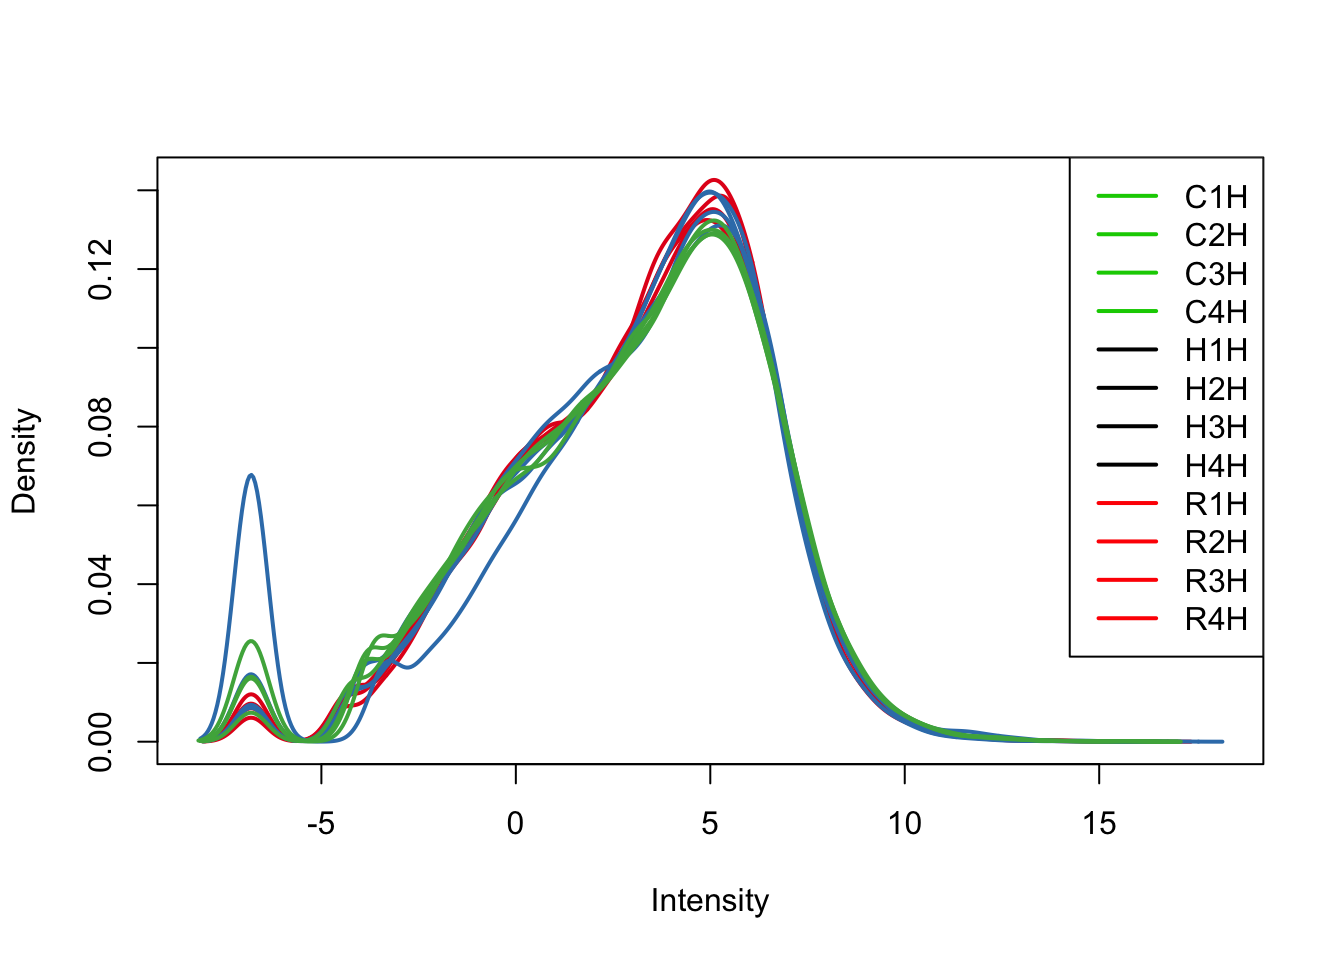 C1H
C2H
C3H
C4H
H1H
H2H
H3H
H4H
R1H
R2H
R3H
R4H
Density
0.12
0.08
0.04
0.00
-5 0 5 10 15
Intensity